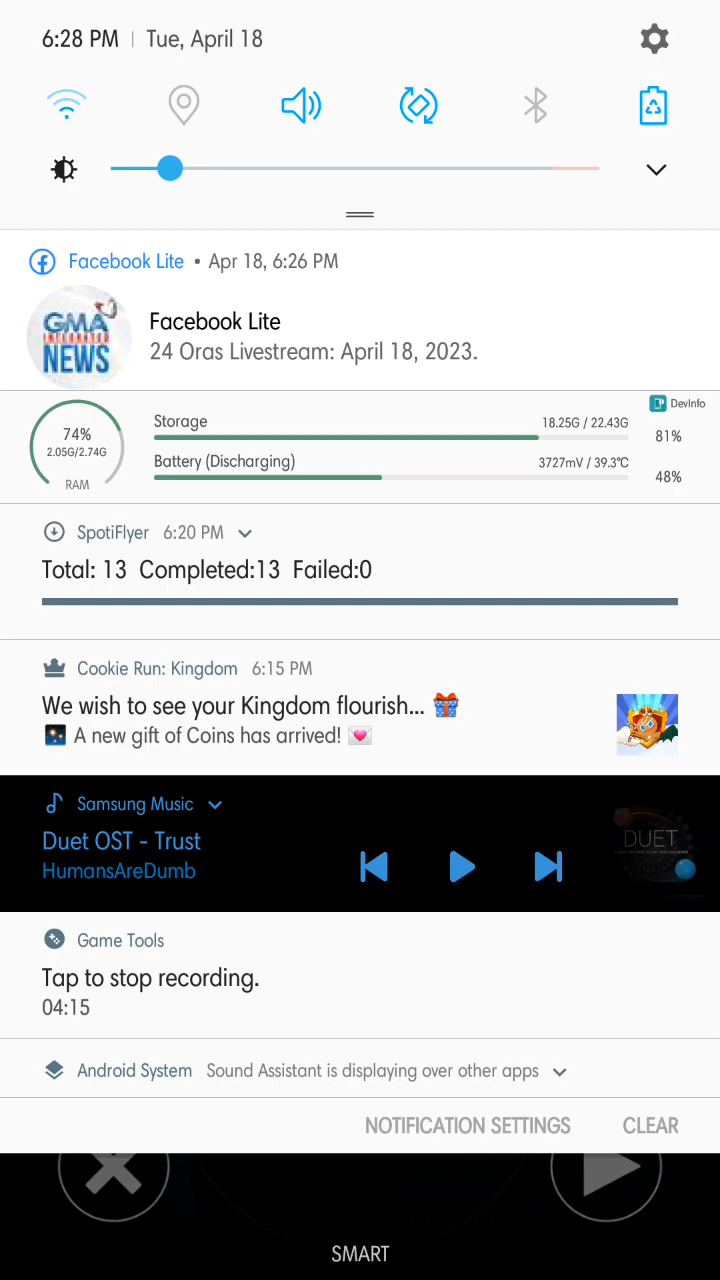 6:28 PM | Tue, April 18
Facebook Lite • Apr 18, 6:26 PM
GMA
INTEGRATED
NEWS
Facebook Lite
24 Oras Livestream: April 18, 2023.
DevInfo
74%
2.05G/2.74G
RAM
Storage 18.25G / 22.43G 81%
Battery (Discharging) 3727mV / 39.3℃ 48%
SpotiFlyer 6:20 PM
Total: 13 Completed:13 Failed:0
Cookie Run: Kingdom 6:15 PM
We wish to see your Kingdom flourish... 🎁
🎆 A new gift of Coins has arrived! 💌
Samsung Music
Duet OST - Trust
HumansAreDumb
DUET
Game Tools
Tap to stop recording.
04:15
Android System Sound Assistant is displaying over other apps
NOTIFICATION SETTINGS CLEAR
SMART